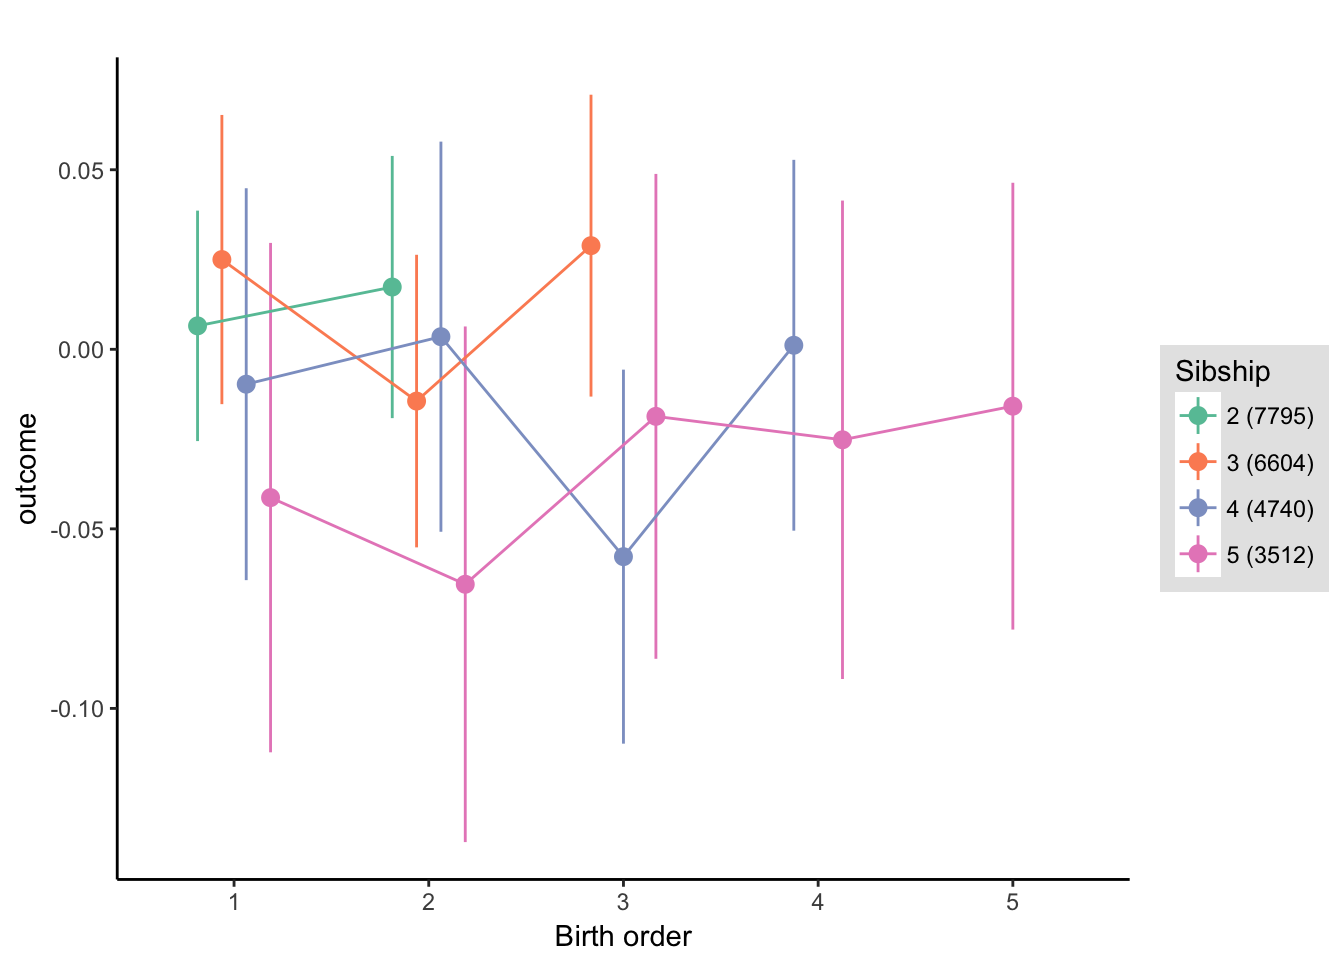 outcome
0.05
0.00
-0.05
-0.10
1 2 3 4 5
Birth order
Sibship
2 (7795)
3 (6604)
4 (4740)
5 (3512)